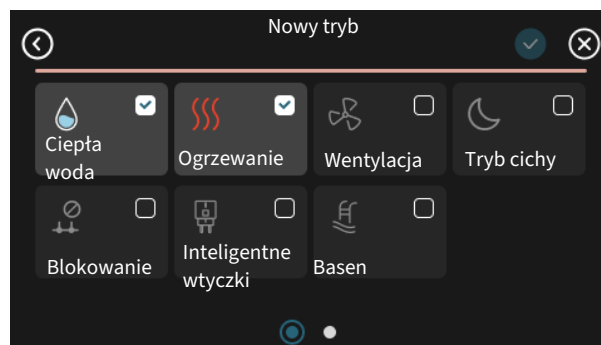 Nowy tryb
Ciepła
woda
Ogrzewanie
Wentylacja
Tryb cichy
Blokowanie
Inteligentne
wtyczki
Basen